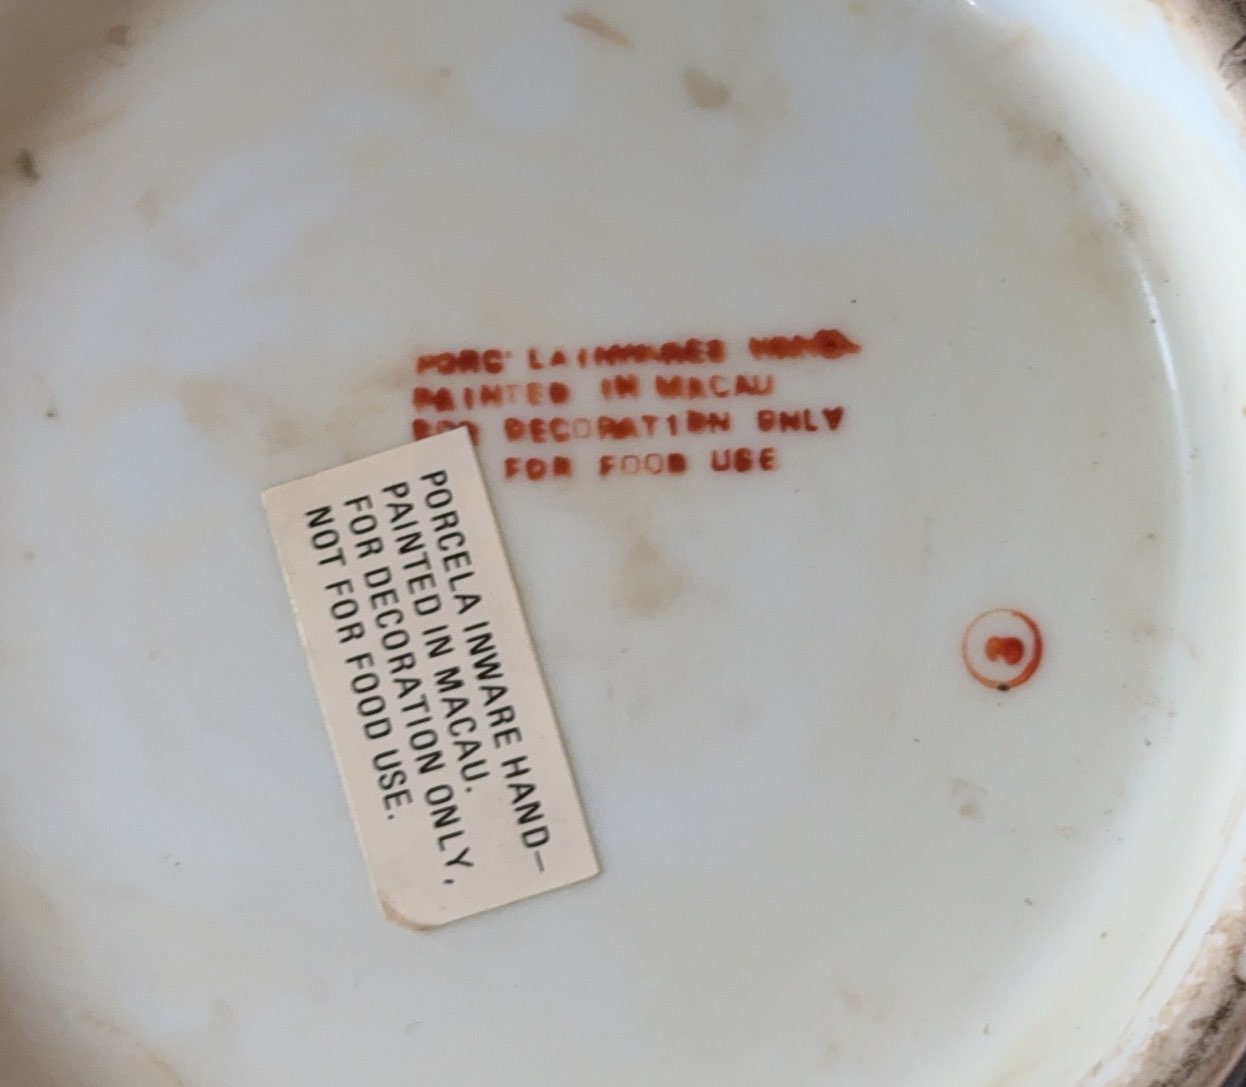 PORC' LAINWARES
PAINTED IN MACAU
FOR DECORATION ONLY
FOR FOOD USE
PORCELA INWARE HAND—
PAINTED IN MACAU.
FOR DECORATION ONLY,
NOT FOR FOOD USE.